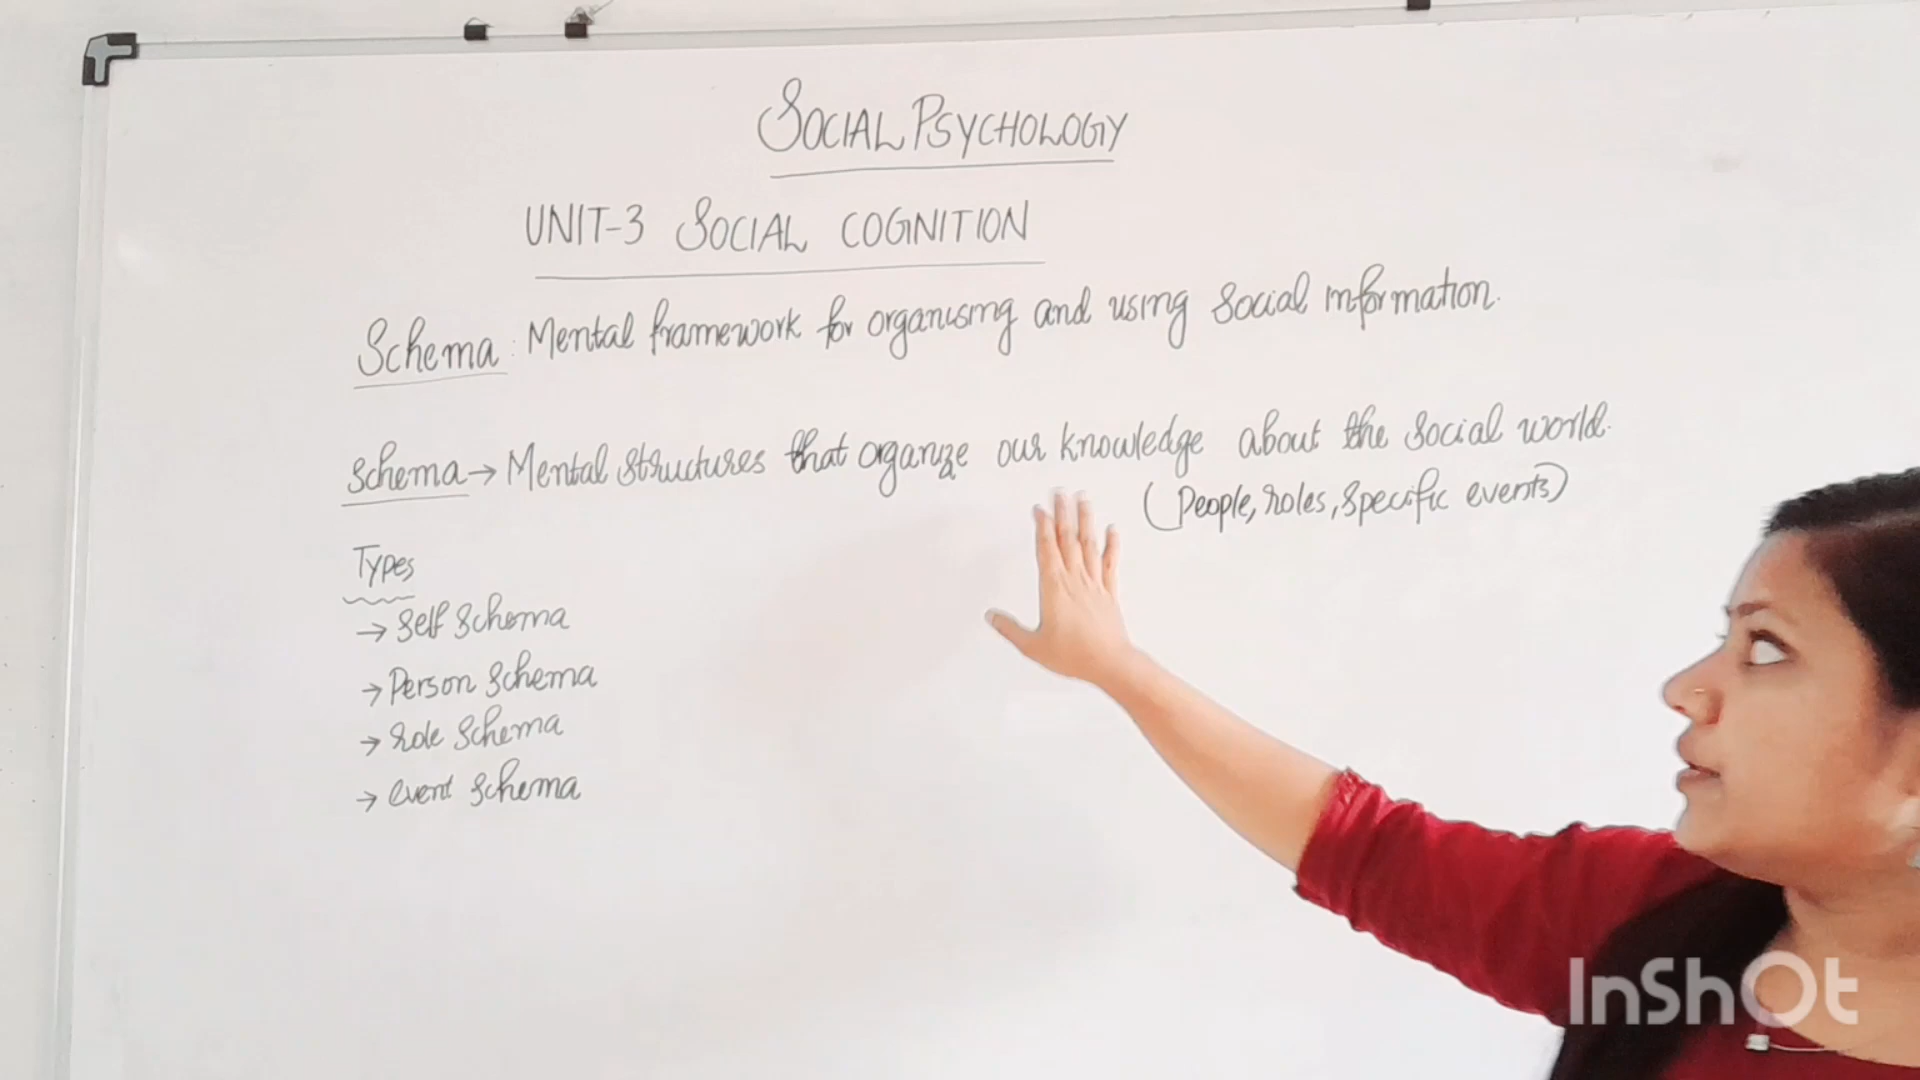 SOCIAL PSYCHOLOGY
UNIT-3 SOCIAL COGNITION
Schema: Mental framework for organising and using social information.
Schema → Mental structures that organize our knowledge about the social world.
(People, roles, specific events)
Types
→ Self Schema
→ Person Schema
→ role Schema
→ event Schema
InShOt